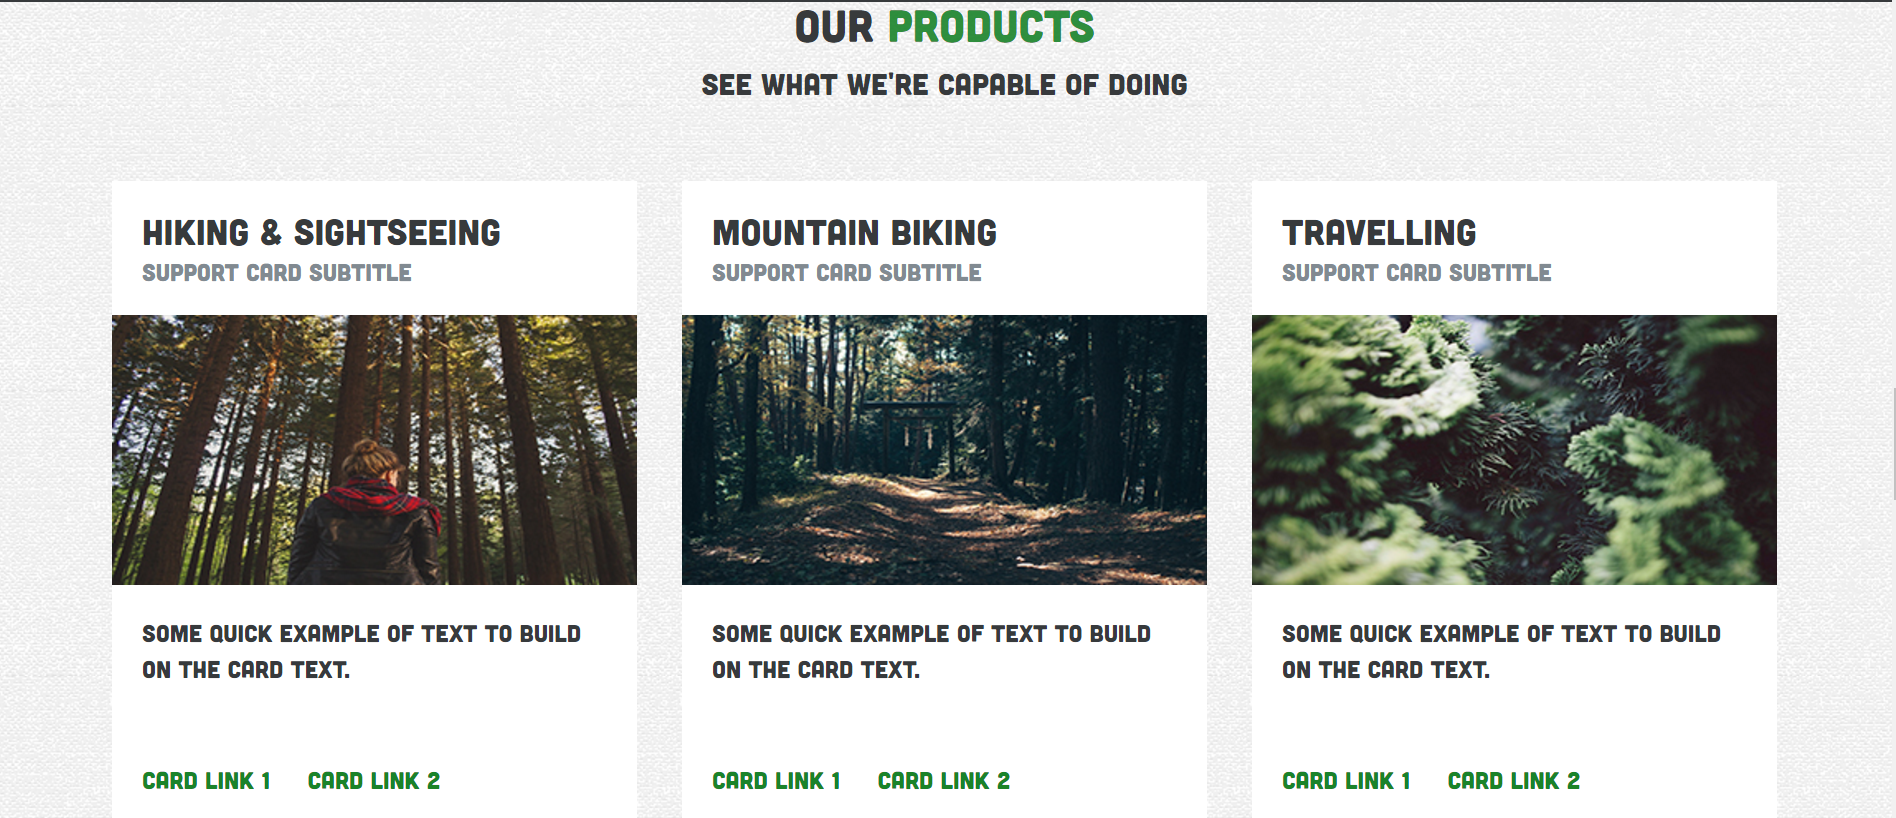 OUR PRODUCTS
SEE WHAT WE'RE CAPABLE OF DOING
HIKING & SIGHTSEEING
SUPPORT CARD SUBTITLE
SOME QUICK EXAMPLE OF TEXT TO BUILD
ON THE CARD TEXT.
CARD LINK 1 CARD LINK 2
MOUNTAIN BIKING
SUPPORT CARD SUBTITLE
SOME QUICK EXAMPLE OF TEXT TO BUILD
ON THE CARD TEXT.
CARD LINK 1 CARD LINK 2
TRAVELLING
SUPPORT CARD SUBTITLE
SOME QUICK EXAMPLE OF TEXT TO BUILD
ON THE CARD TEXT.
CARD LINK 1 CARD LINK 2